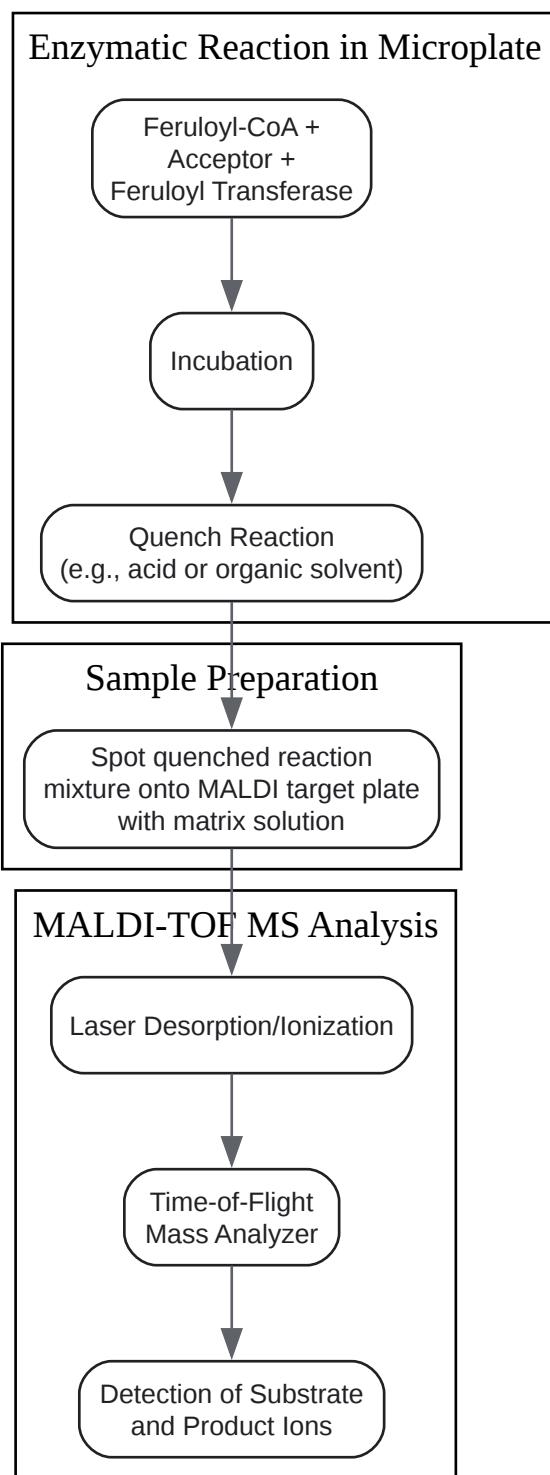 Enzymatic Reaction in Microplate
Feruloyl-CoA +
Acceptor +
Feruloyl Transferase
Incubation
Quench Reaction
(e.g., acid or organic solvent)
Sample Preparation
Spot quenched reaction
mixture onto MALDI target plate
with matrix solution
MALDI-TOF MS Analysis
Laser Desorption/Ionization
Time-of-Flight
Mass Analyzer
Detection of Substrate
and Product Ions